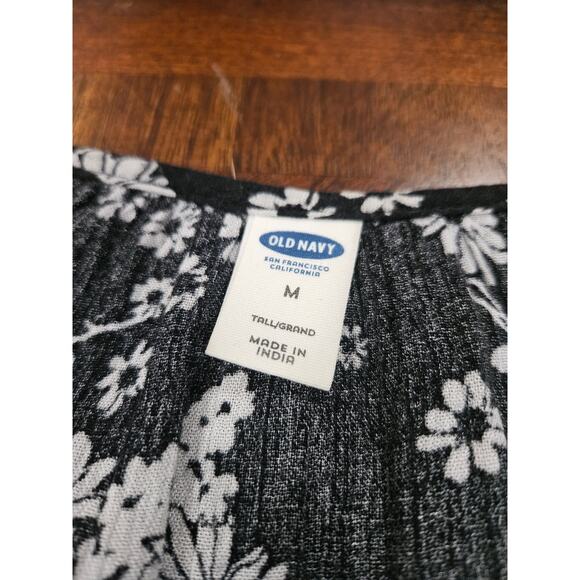 OLD NAVY
SAN FRANCISCO
CALIFORNIA
M
TALL/GRAND
MADE IN
INDIA